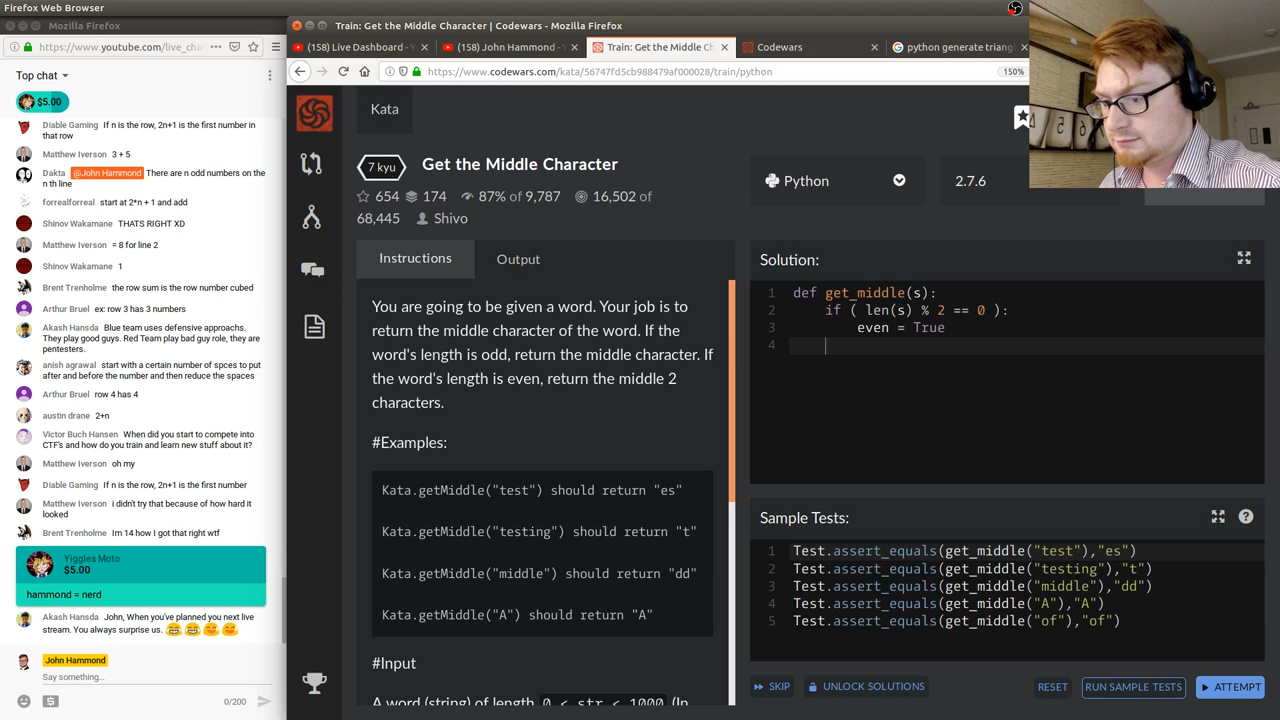 Firefox Web Browser
Mozilla Firefox
https://www.youtube.com/live_cha
Top chat
$5.00
Diable Gaming If n is the row, 2n+1 is the first number in
that row
Matthew Iverson 3 + 5
Dakta @John Hammond There are n odd numbers on the
n th line
forrealforreal start at 2*n + 1 and add
Shinov Wakamane THATS RIGHT XD
Matthew Iverson = 8 for line 2
Shinov Wakamane 1
Brent Trenholme the row sum is the row number cubed
Arthur Bruel ex: row 3 has 3 numbers
Akash Hansda Blue team uses defensive approachs.
They play good guys. Red Team play bad guy role, they are
pentesters.
anish agrawal start with a certain number of spces to put
after and before the number and then reduce the spaces
Arthur Bruel row 4 has 4
austin drane 2+n
Victor Buch Hansen When did you start to compete into
CTF's and how do you train and learn new stuff about it?
Matthew Iverson oh my
Diable Gaming If n is the row, 2n+1 is the first number
Matthew Iverson i didn't try that because of how hard it
looked
Brent Trenholme Im 14 how I got that right wtf
Yiggles Moto
$5.00
hammond = nerd
Akash Hansda John, When you've planned you next live
stream. You always surprise us.
John Hammond
Say something...
0/200
Train: Get the Middle Character | Codewars - Mozilla Firefox
(158) Live Dashboard - Y
(158) John Hammond -
Train: Get the Middle Ch
Codewars
python generate triang
https://www.codewars.com/kata/56747fd5cb988479af000028/train/python
150%
Kata
7 kyu
Get the Middle Character
654 174 87% of 9,787 16,502 of
68,445 Shivo
Python
2.7.6
Instructions
Output
You are going to be given a word. Your job is to
return the middle character of the word. If the
word's length is odd, return the middle character. If
the word's length is even, return the middle 2
characters.
#Examples:
Kata.getMiddle("test") should return "es"
Kata.getMiddle("testing") should return "t"
Kata.getMiddle("middle") should return "dd"
Kata.getMiddle("A") should return "A"
#Input
A word (string) of length 0 < str < 1000 (In
Solution:
1 def get_middle(s):
2 if ( len(s) % 2 == 0 ):
3 even = True
4
Sample Tests:
1 Test.assert_equals(get_middle("test"),"es")
2 Test.assert_equals(get_middle("testing"),"t")
3 Test.assert_equals(get_middle("middle"),"dd")
4 Test.assert_equals(get_middle("A"),"A")
5 Test.assert_equals(get_middle("of"),"of")
SKIP
UNLOCK SOLUTIONS
RESET
RUN SAMPLE TESTS
ATTEMPT